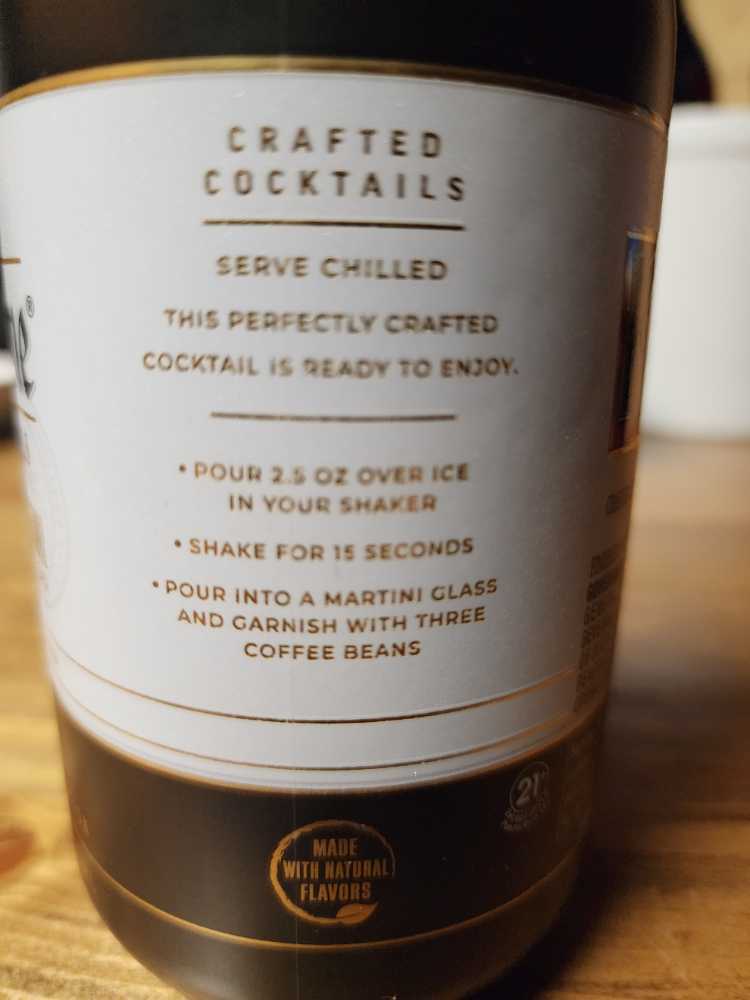 CRAFTED
COCKTAILS
SERVE CHILLED
THIS PERFECTLY CRAFTED
COCKTAIL IS READY TO ENJOY.
• POUR 2.5 OZ OVER ICE
IN YOUR SHAKER
• SHAKE FOR 15 SECONDS
• POUR INTO A MARTINI GLASS
AND GARNISH WITH THREE
COFFEE BEANS
21+
MADE
WITH NATURAL
FLAVORS